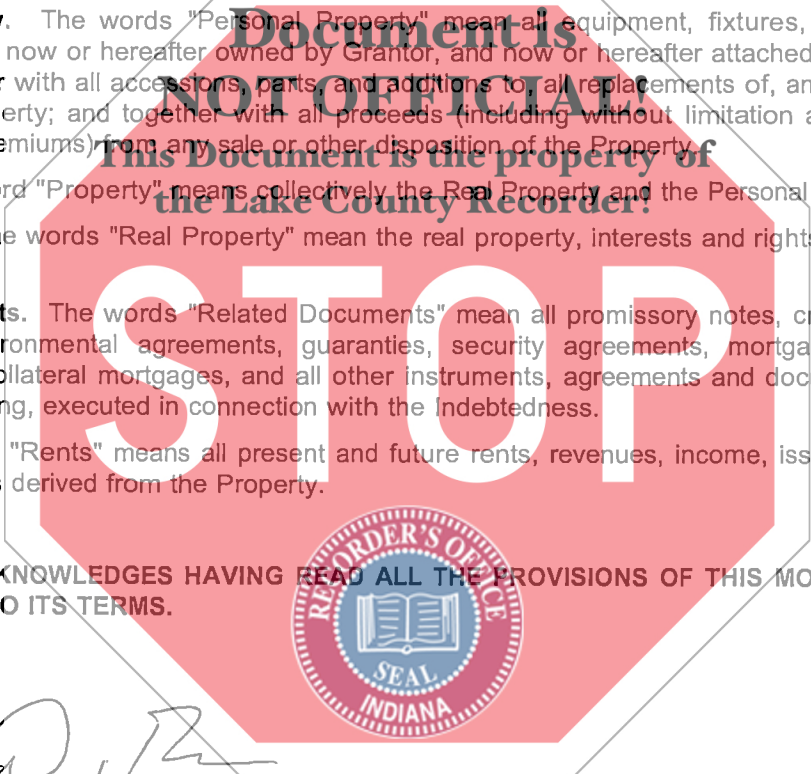 . The words "Personal Property" mean all equipment, fixtures,
Document is
now or hereafter owned by Grantor, and now or hereafter attached
with all accessions, parts, and additions to, all replacements of, an
NOT OFFICIAL!
erty; and together with all proceeds (including without limitation a
emiums) from any sale or other disposition of the Property.
This Document is the property of
rd "Property" means collectively the Real Property and the Personal
the Lake County Recorder!
e words "Real Property" mean the real property, interests and rights
STOP
ts. The words "Related Documents" mean all promissory notes, cr
ronmental agreements, guaranties, security agreements, mortga
ollateral mortgages, and all other instruments, agreements and doc
ng, executed in connection with the Indebtedness.
"Rents" means all present and future rents, revenues, income, iss
s derived from the Property.
KNOWLEDGES HAVING READ ALL THE PROVISIONS OF THIS MO
O ITS TERMS.
RECORDER'S OFFICE
SEAL
INDIANA